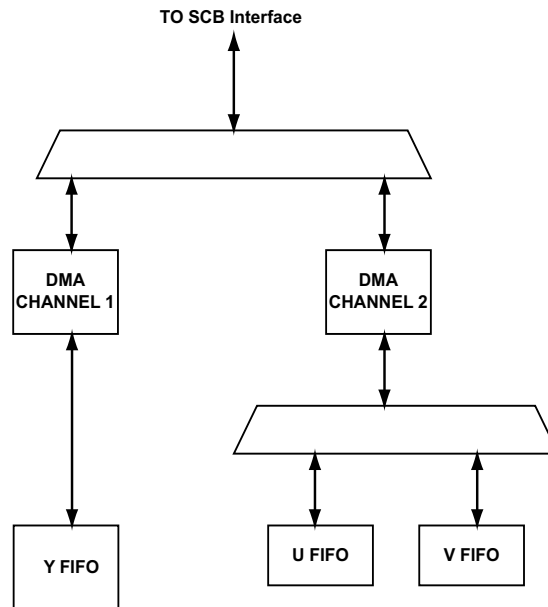 TO SCB Interface
DMA
CHANNEL 1
DMA
CHANNEL 2
Y FIFO
U FIFO
V FIFO